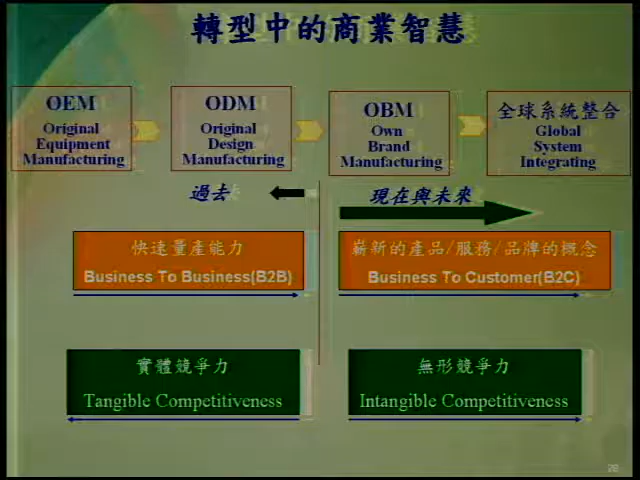 轉型中的商業智慧
OEM
Original
Equipment
Manufacturing
ODM
Original
Design
Manufacturing
OBM
Own
Brand
Manufacturing
全球系統整合
Global
System
Integrating
過去
現在與未來
快速量產能力
Business To Business(B2B)
嶄新的產品/服務/品牌的概念
Business To Customer(B2C)
實體競爭力
Tangible Competitiveness
無形競爭力
Intangible Competitiveness